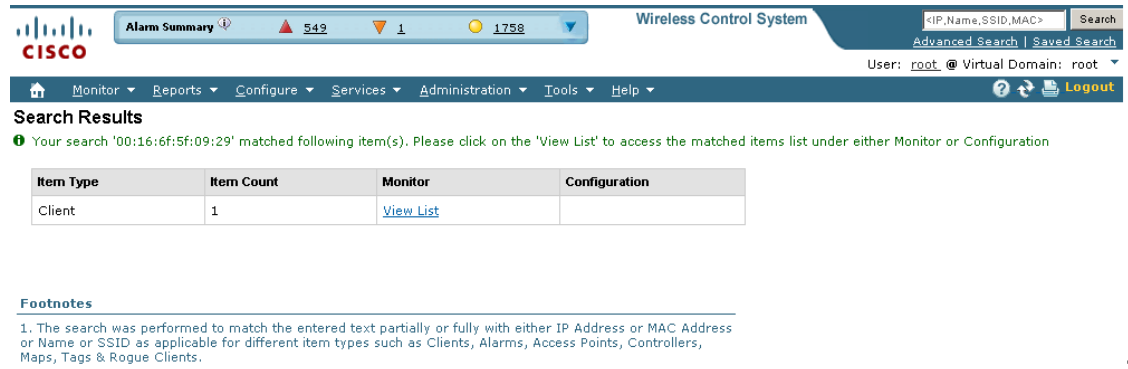 Alarm Summary 549 1 1758
Wireless Control System
<IP,Name,SSID,MAC> Search
Advanced Search | Saved Search
CISCO
User: root @ Virtual Domain: root
Monitor Reports Configure Services Administration Tools Help Logout
Search Results
Your search '00:16:6f:5f:09:29' matched following item(s). Please click on the 'View List' to access the matched items list under either Monitor or Configuration
Item Type Item Count Monitor Configuration
Client 1 View List
Footnotes
1. The search was performed to match the entered text partially or fully with either IP Address or MAC Address
or Name or SSID as applicable for different item types such as Clients, Alarms, Access Points, Controllers,
Maps, Tags & Rogue Clients.